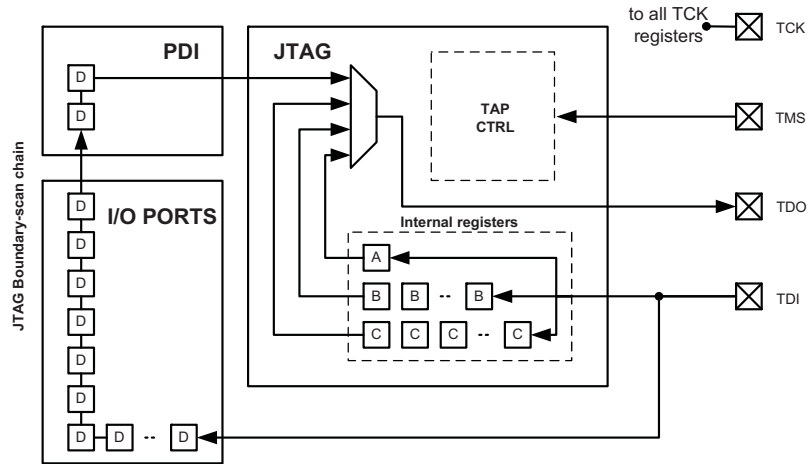 to all TCK
registers
TCK
PDI
JTAG
D
D
TAP
CTRL
TMS
JTAG Boundary-scan chain
I/O PORTS
D
D
D
D
D
D
D D -- D
TDO
Internal registers
A
B B -- B
C C C -- C
TDI